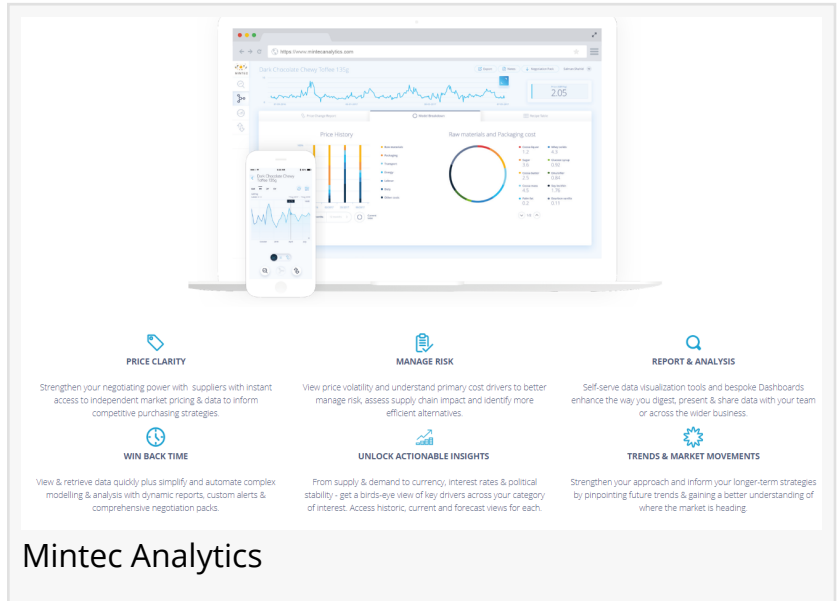 https://www.mintecanalytics.com
Dark Chocolate Chewy Toffee 135g
2.05
Price History
Raw materials and Packaging cost
Dark Chocolate Chewy
Toffee 135g
PRICE CLARITY
Strengthen your negotiating power with suppliers with instant
access to independent market pricing & data to inform
competitive purchasing strategies.
MANAGE RISK
View price volatility and understand primary cost drivers to better
manage risk, assess supply chain impact and identify more
efficient alternatives.
REPORT & ANALYSIS
Self-serve data visualization tools and bespoke Dashboards
enhance the way you digest, present & share data with your team
or across the wider business.
WIN BACK TIME
View & retrieve data quickly plus simplify and automate complex
modelling & analysis with dynamic reports, custom alerts &
comprehensive negotiation packs.
UNLOCK ACTIONABLE INSIGHTS
From supply & demand to currency, interest rates & political
stability - get a birds-eye view of key drivers across your category
of interest. Access historic, current and forecast views for each.
TRENDS & MARKET MOVEMENTS
Strengthen your approach and inform your longer-term strategies
by pinpointing future trends & gaining a better understanding of
where the market is heading.
Mintec Analytics